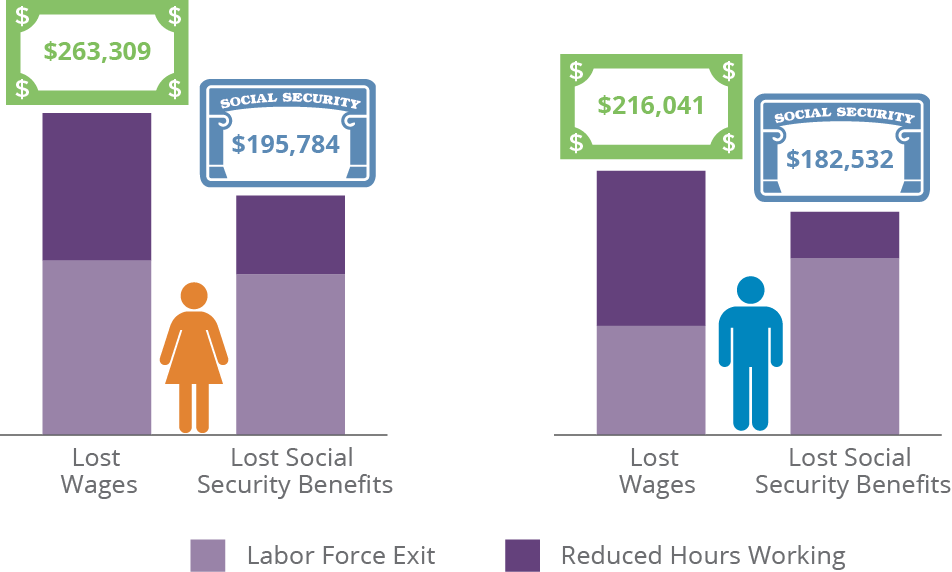 $ $
$263,309
$ $
SOCIAL SECURITY
$195,784
Lost
Wages
Lost Social
Security Benefits
$ $
$216,041
$ $
SOCIAL SECURITY
$182,532
Lost
Wages
Lost Social
Security Benefits
Labor Force Exit
Reduced Hours Working